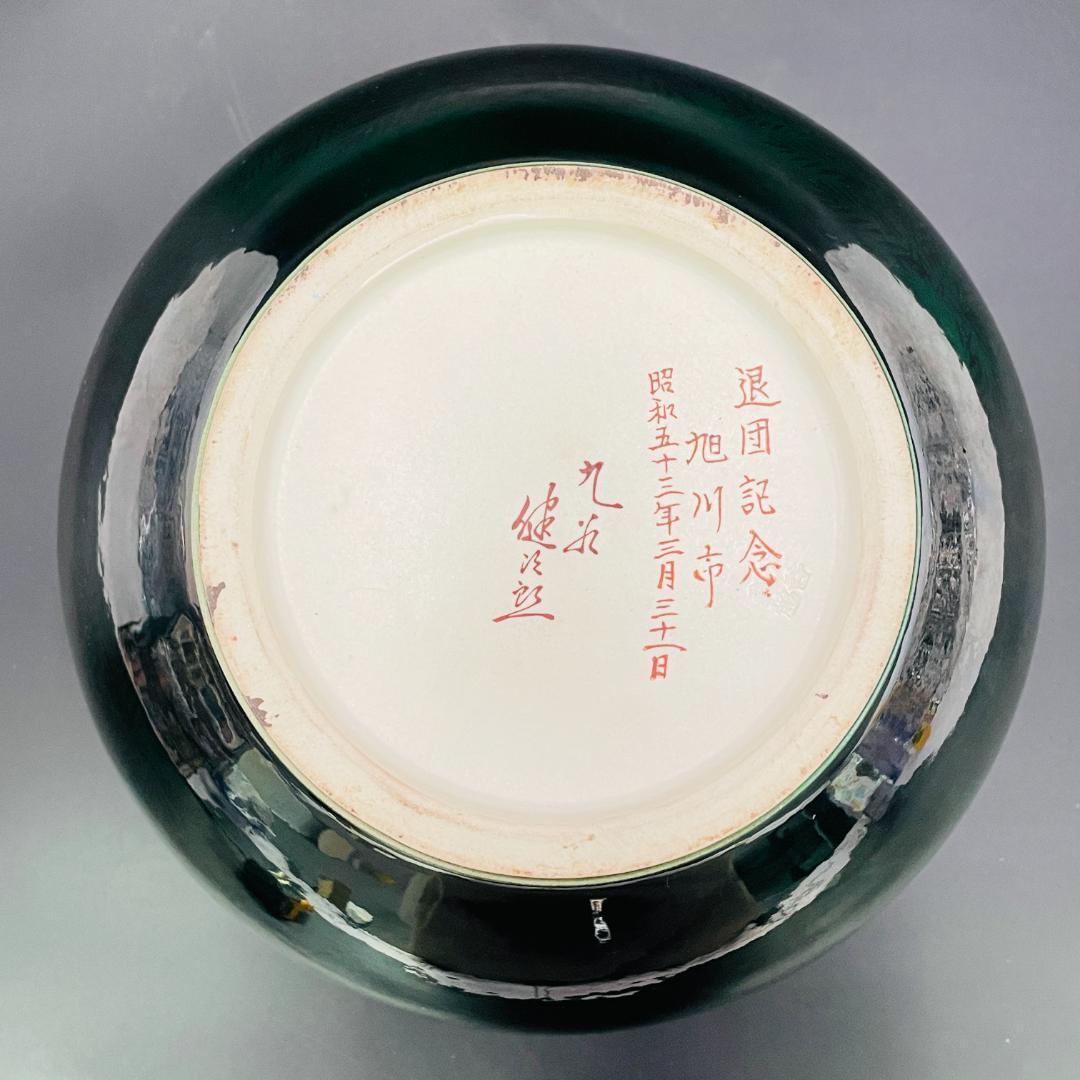 退団記念
旭川市
昭和五十三年三月三十一日
九谷
健次郎